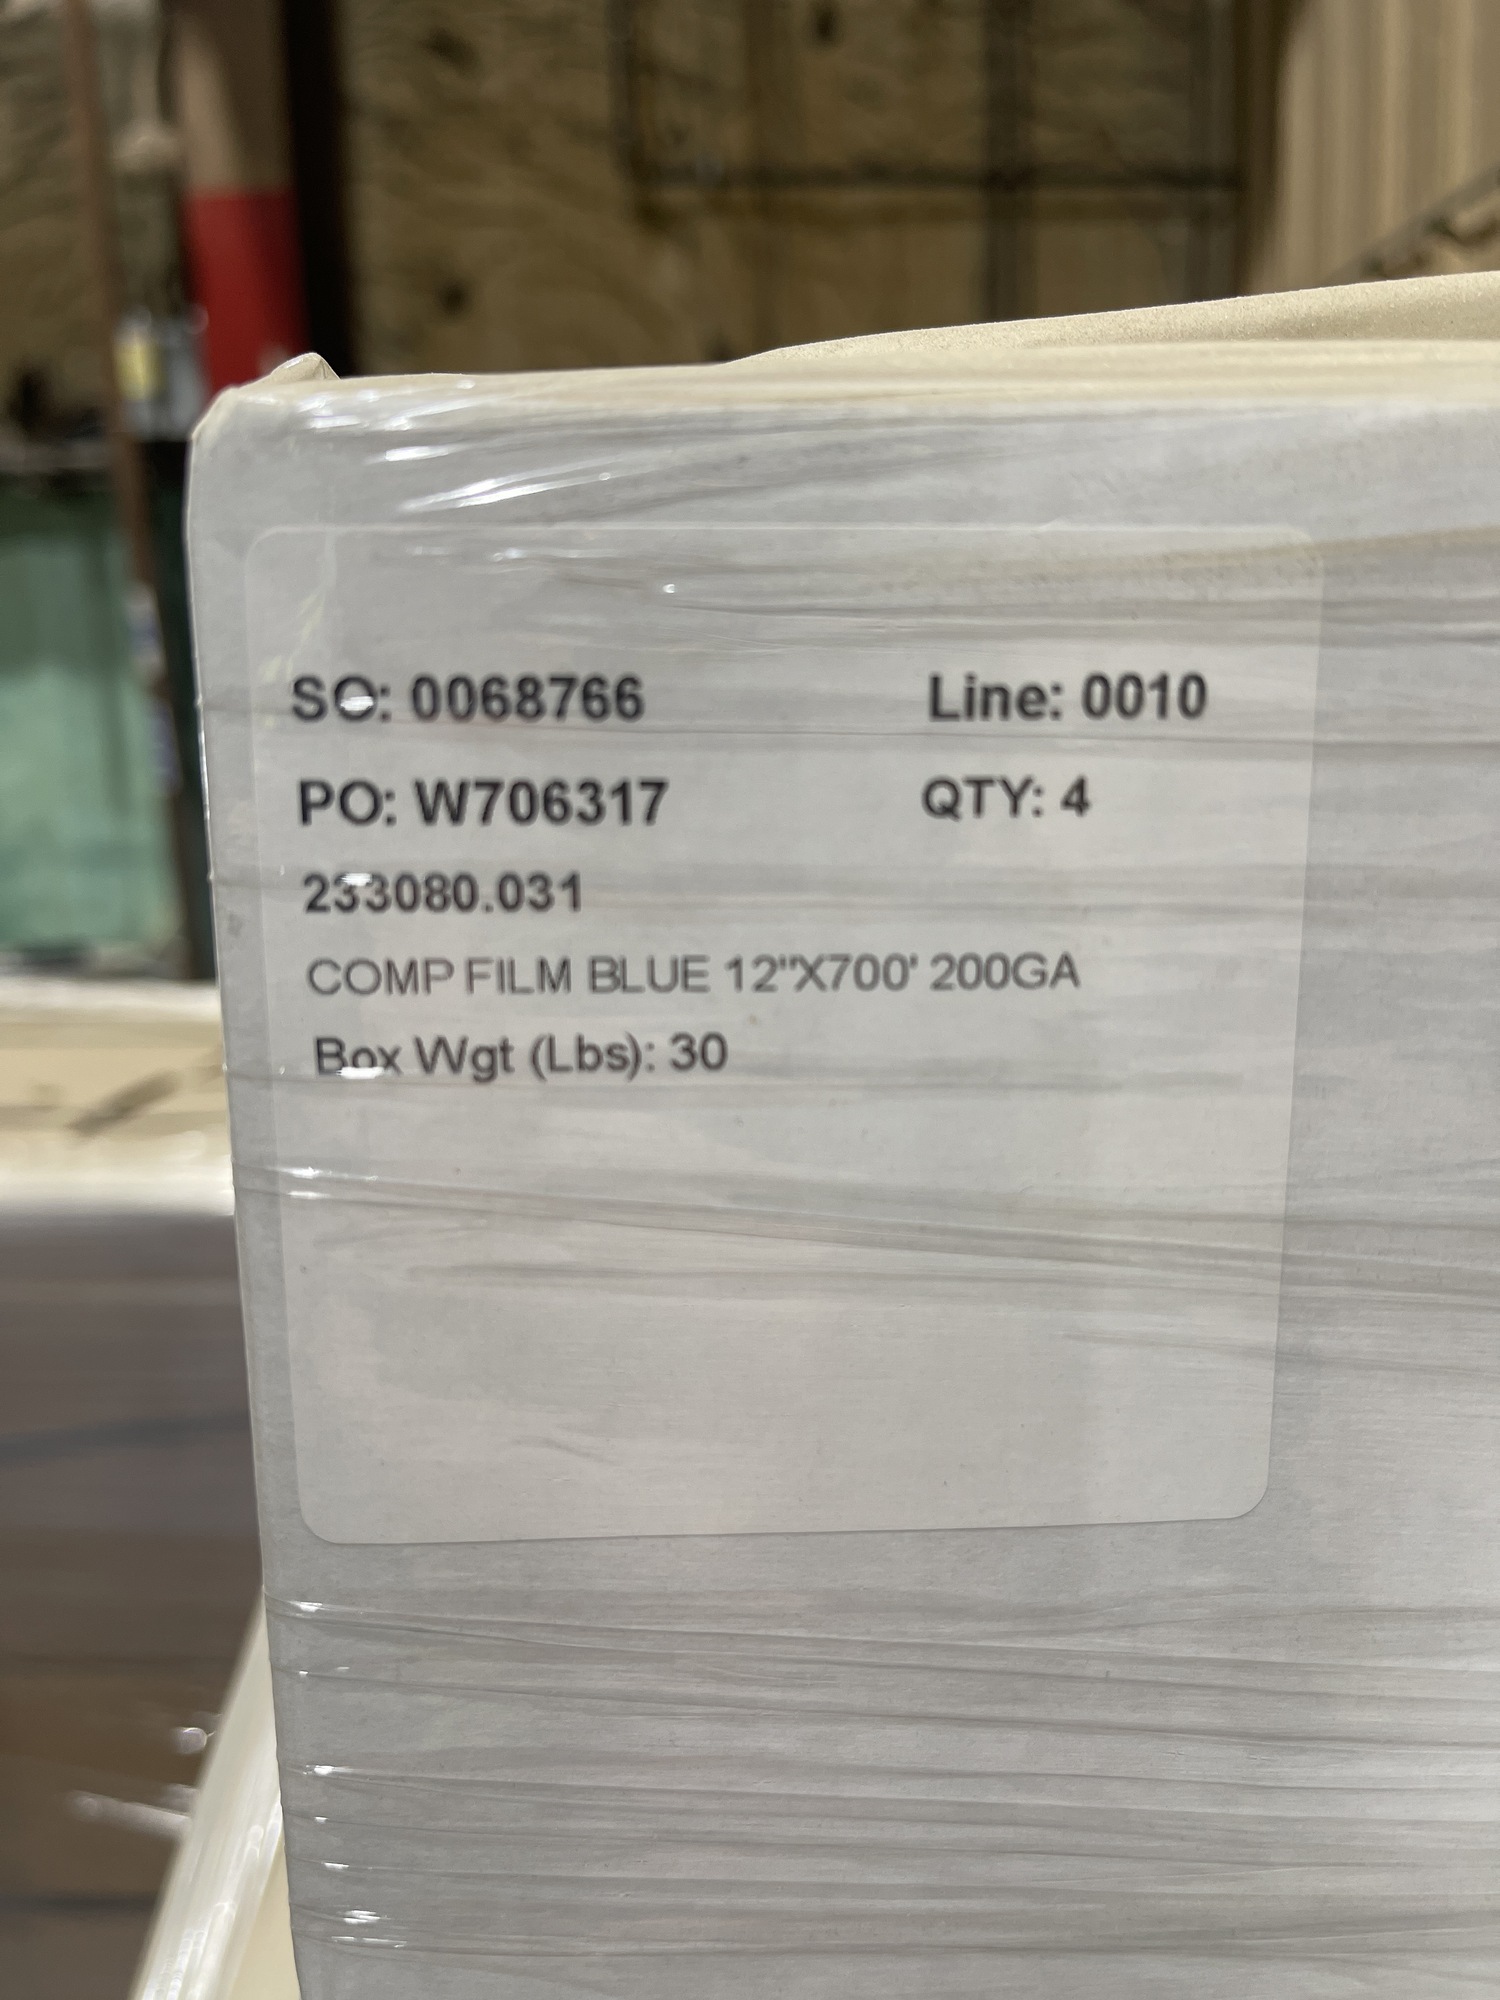 SO: 0068766 Line: 0010
PO: W706317 QTY: 4
233080.031
COMP FILM BLUE 12"X700' 200GA
Box Wgt (Lbs): 30